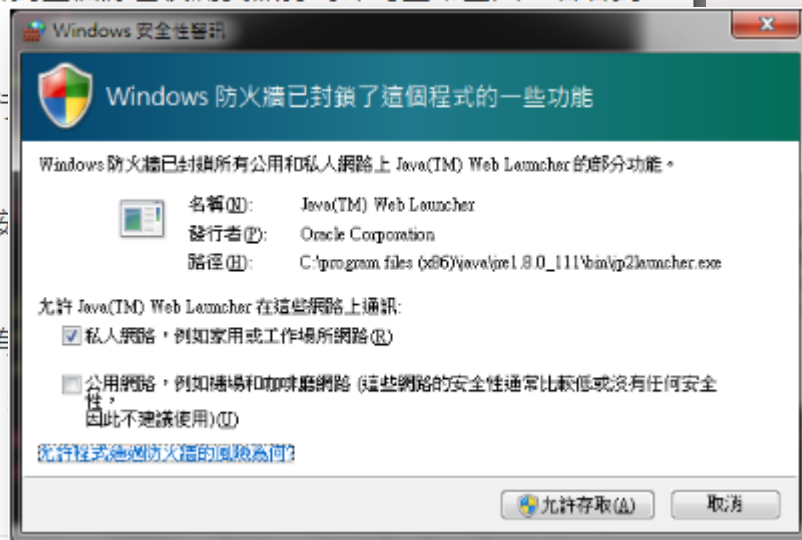 Windows 安全性警訊
Windows 防火牆已封鎖了這個程式的一些功能
Windows 防火牆已封鎖所有公用和私人網路上 Java(TM) Web Launcher 的部分功能。
名稱(N): Java(TM) Web Launcher
發行者(P): Oracle Corporation
路徑(H): C:\program files (x86)\java\jre1.8.0_111\bin\jp2launcher.exe
允許 Java(TM) Web Launcher 在這些網路上通訊:
私人網路，例如家用或工作場所網路(R)
公用網路，例如機場和咖啡廳網路 (這些網路的安全性通常比較低或沒有任何安全
性，
因此不建議使用)(U)
允許程式通過防火牆的風險為何?
允許存取(A)
取消